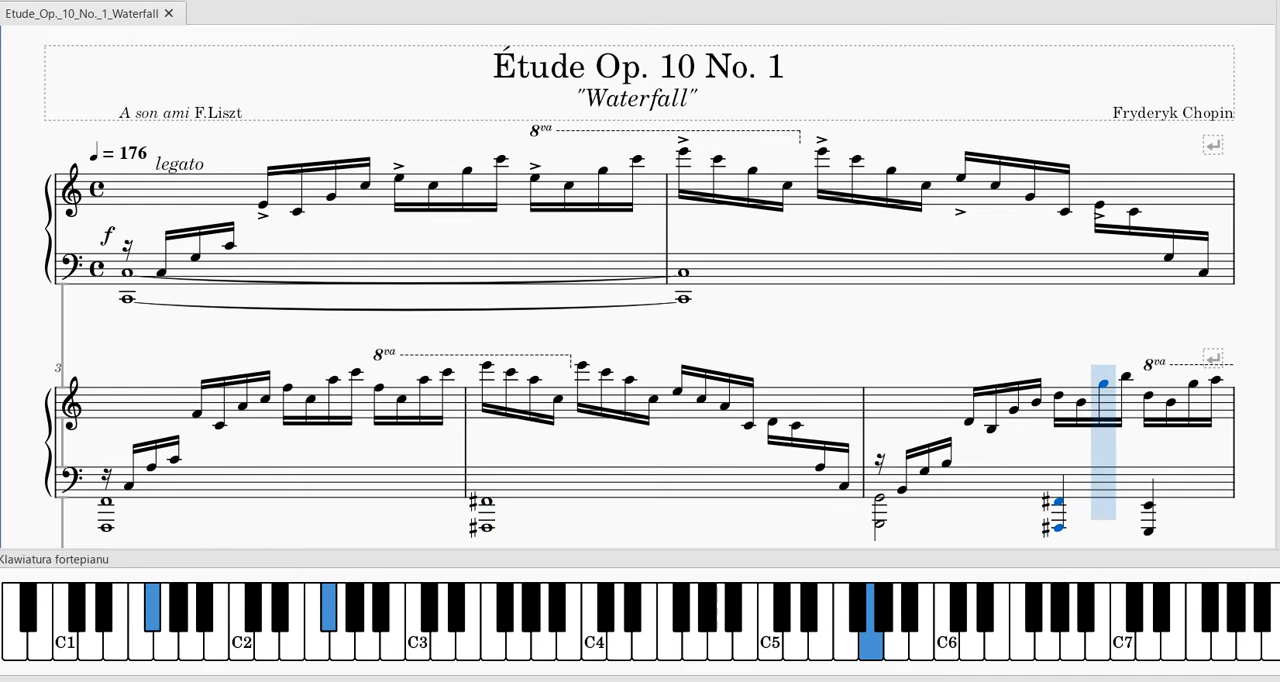 Etude_Op._10_No._1_Waterfall ✕
Étude Op. 10 No. 1
"Waterfall"
A son ami F.Liszt
Fryderyk Chopin
8va
♩ = 176
legato
f
3
8va
8va
Klawiatura fortepianu
C1 C2 C3 C4 C5 C6 C7